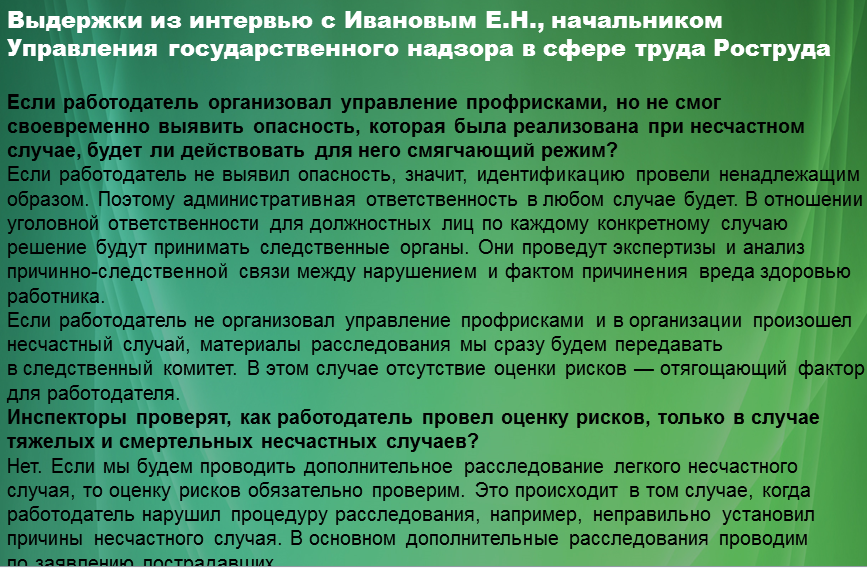 Выдержки из интервью с Ивановым Е.Н., начальником
Управления государственного надзора в сфере труда Роструда
Если работодатель организовал управление профрисками, но не смог
своевременно выявить опасность, которая была реализована при несчастном
случае, будет ли действовать для него смягчающий режим?
Если работодатель не выявил опасность, значит, идентификацию провели ненадлежащим
образом. Поэтому административная ответственность в любом случае будет. В отношении
уголовной ответственности для должностных лиц по каждому конкретному случаю
решение будут принимать следственные органы. Они проведут экспертизы и анализ
причинно-следственной связи между нарушением и фактом причинения вреда здоровью
работника.
Если работодатель не организовал управление профрисками и в организации произошел
несчастный случай, материалы расследования мы сразу будем передавать
в следственный комитет. В этом случае отсутствие оценки рисков — отягощающий фактор
для работодателя.
Инспекторы проверят, как работодатель провел оценку рисков, только в случае
тяжелых и смертельных несчастных случаев?
Нет. Если мы будем проводить дополнительное расследование легкого несчастного
случая, то оценку рисков обязательно проверим. Это происходит в том случае, когда
работодатель нарушил процедуру расследования, например, неправильно установил
причины несчастного случая. В основном дополнительные расследования проводим
по заявлению пострадавших.